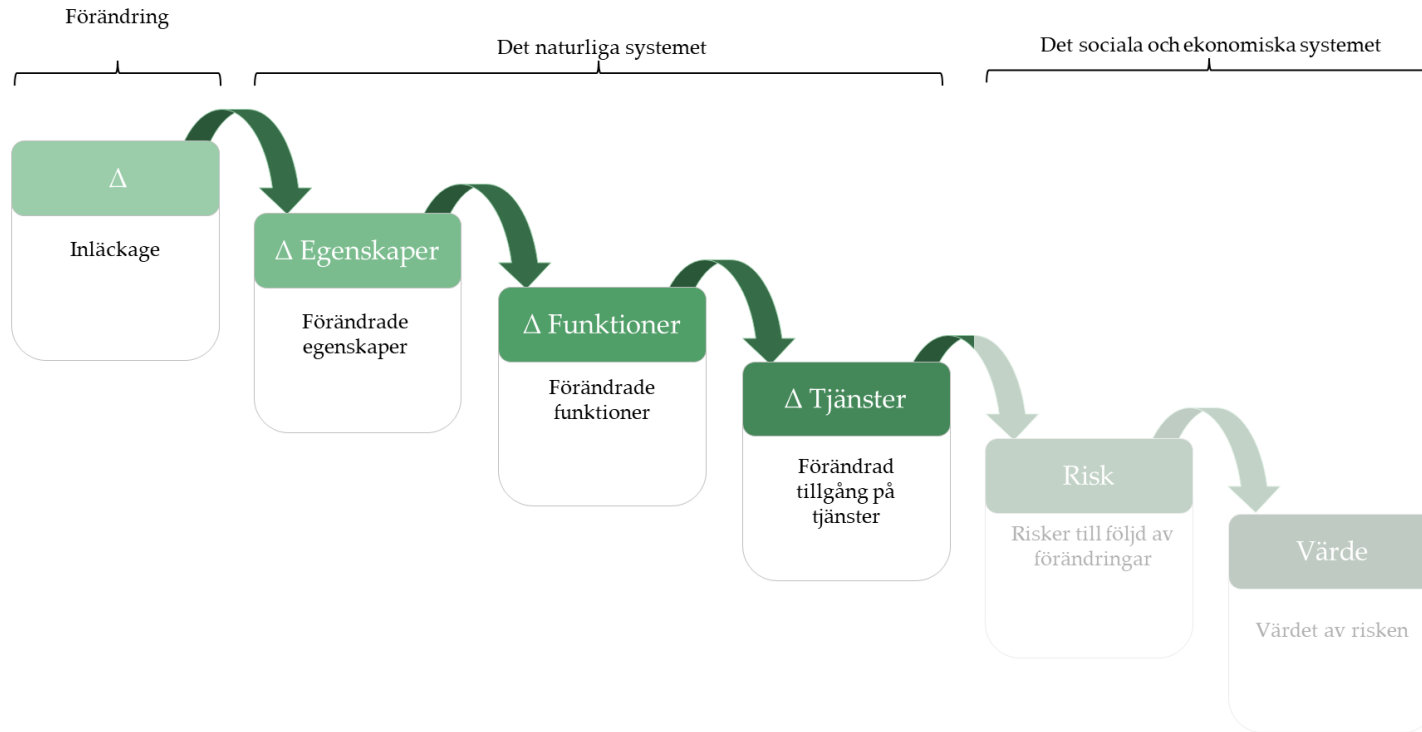 Förändring
Det naturliga systemet
Det sociala och ekonomiska systemet
Δ
Inläckage
Δ Egenskaper
Förändrade
egenskaper
Δ Funktioner
Förändrade
funktioner
Δ Tjänster
Förändrad
tillgång på
tjänster
Risk
Risker till följd av
förändringar
Värde
Värdet av risken